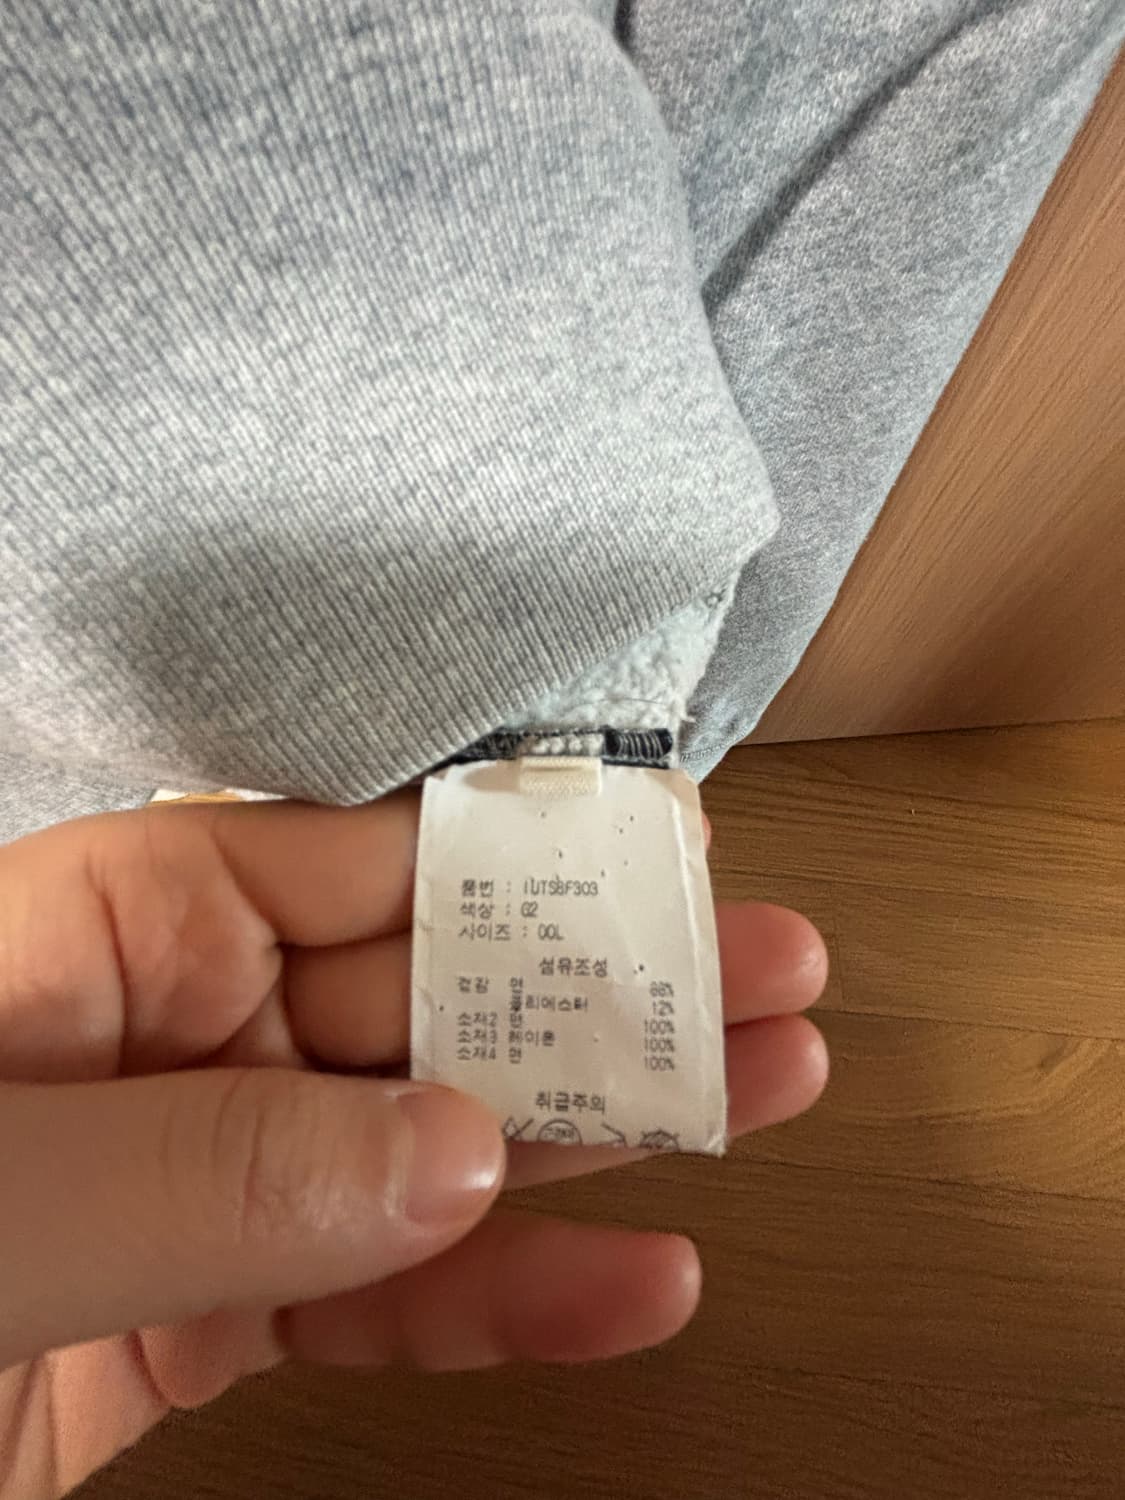 품번 : IUTS8F303
색상 : G2
사이즈 : 00L
섬유조성
겉감 면 88%
폴리에스터 12%
소재2 면 100%
소재3 레이온 100%
소재4 면 100%
취급주의